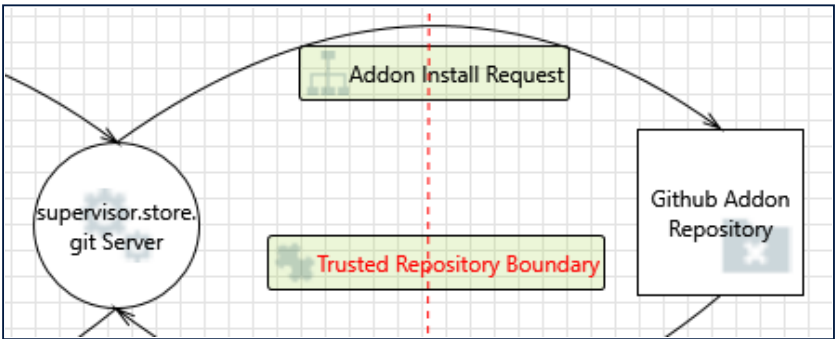 Addon Install Request
supervisor.store.
git Server
Github Addon
Repository
Trusted Repository Boundary